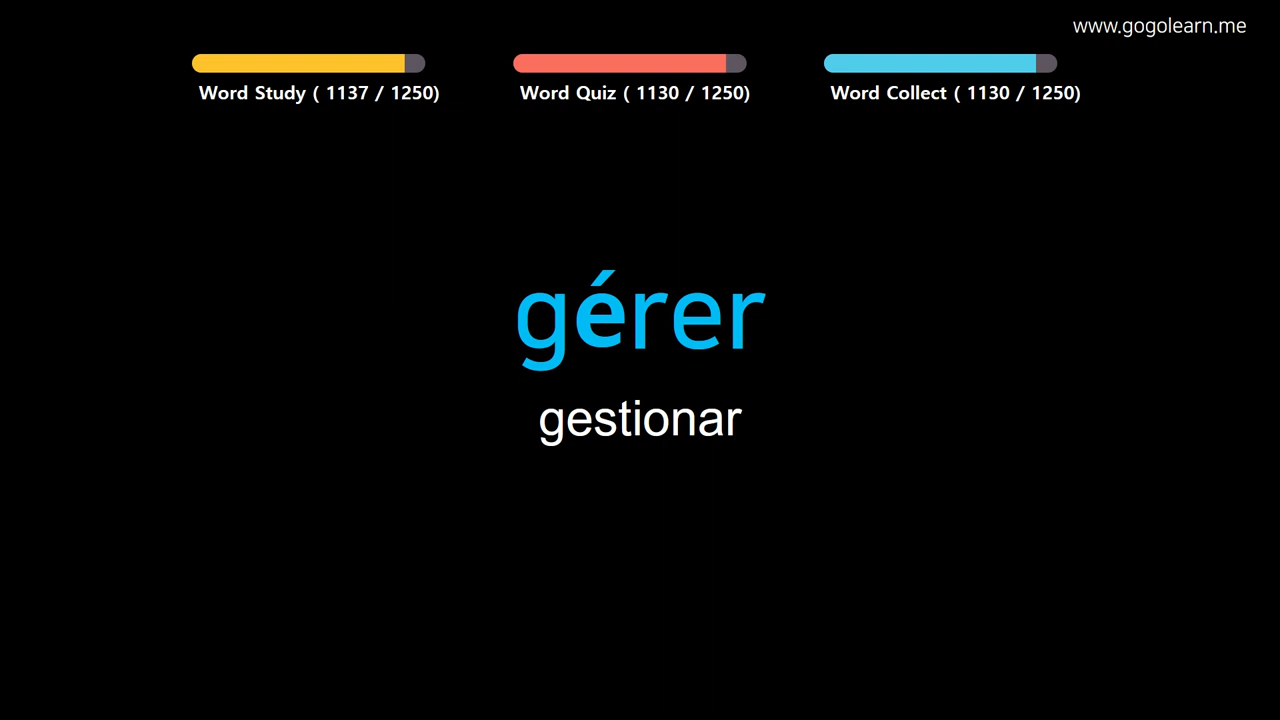 www.gogolearn.me
Word Study ( 1137 / 1250)
Word Quiz ( 1130 / 1250)
Word Collect ( 1130 / 1250)
gérer
gestionar